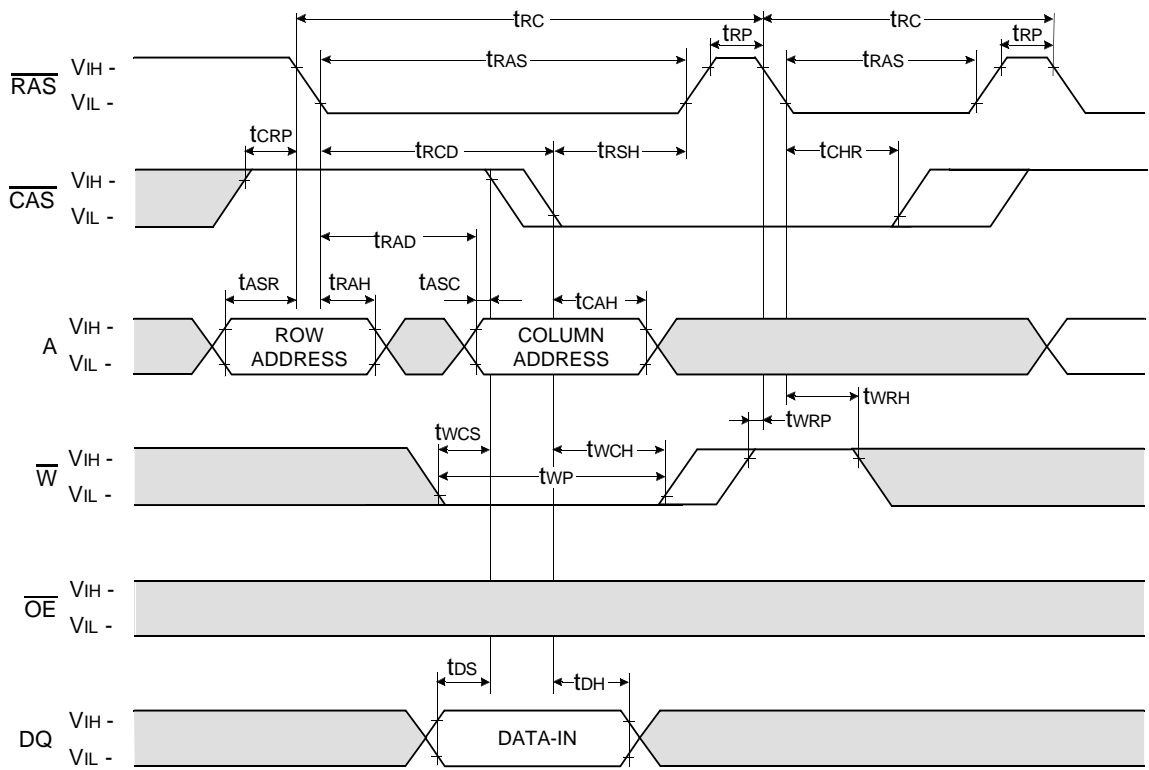 tRC tRC
tRP tRP
RAS VIH - tRAS tRAS
VIL -
tCRP tRCD tRSH tCHR
CAS VIH -
VIL -
tRAD
tASR tRAH tASC tCAH
A VIH - ROW ADDRESS COLUMN ADDRESS
VIL -
tWRH
tWRP
tWCS tWCH
W VIH -
tWP
VIL -
OE VIH -
VIL -
tDS tDH
DQ VIH -
DATA-IN
VIL -